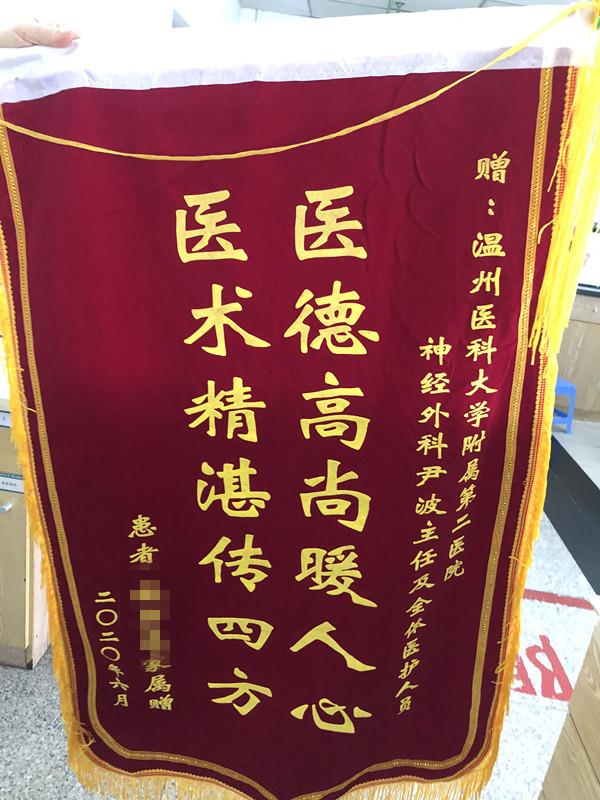 赠：温州医科大学附属第二医院
神经外科尹波主任及全体医护人员
医德高尚暖人心
医术精湛传四方
患者
家属赠
二〇二〇年六月